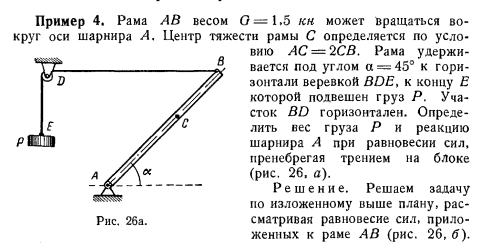 Пример 4. Рама AB весом G = 1,5 кн может вращаться во-
круг оси шарнира A. Центр тяжести рамы C определяется по усло-
вию AC = 2CB. Рама удержи-
вается под углом α = 45° к гори-
зонтали веревкой BDE, к концу E
которой подвешен груз P. Уча-
сток BD горизонтален. Опреде-
лить вес груза P и реакцию
шарнира A при равновесии сил,
пренебрегая трением на блоке
(рис. 26, а).
Решение. Решаем задачу
по изложенному выше плану, рас-
сматривая равновесие сил, прило-
женных к раме AB (рис. 26, б).
B
D
E
C
P
A
α
Рис. 26а.